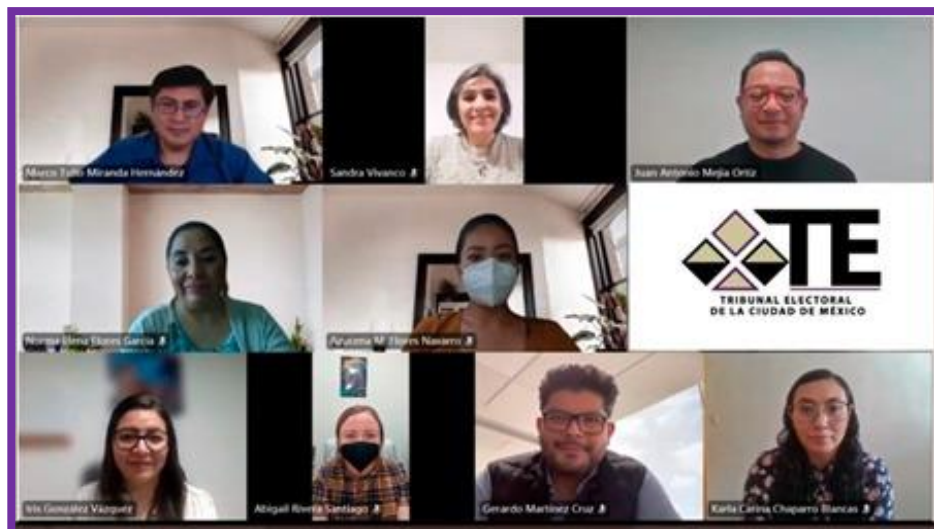 Marco Tulio Miranda Hernández
Sandra Vivanco
Juan Antonio Mejía Ortiz
Norma Elena Flores García
Azucena M. Flores Navarro
TE
TRIBUNAL ELECTORAL
DE LA CIUDAD DE MÉXICO
Iris González Vázquez
Abigail Rivera Santiago
Gerardo Martínez Cruz
Karla Carina Chaparro Blancas